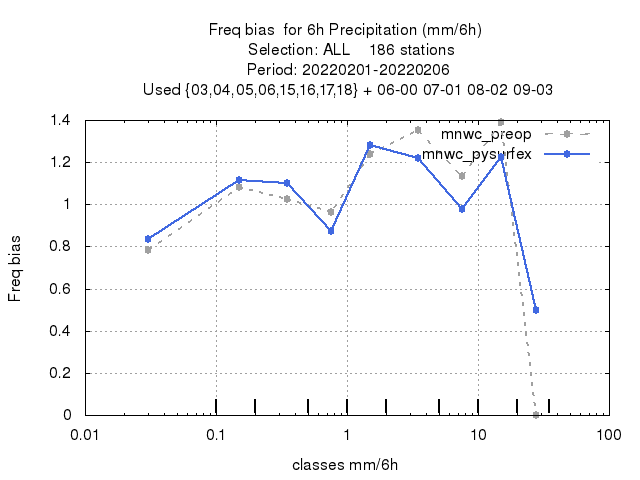 Freq bias  for 6h Precipitation (mm/6h)
Selection: ALL    186 stations
Period: 20220201-20220206
Used {03,04,05,06,15,16,17,18} + 06-00 07-01 08-02 09-03
mnwc_preop
mnwc_pysurfex
1.4
1.2
1
0.8
0.6
0.4
0.2
0
Freq bias
0.01 0.1 1 10 100
classes mm/6h